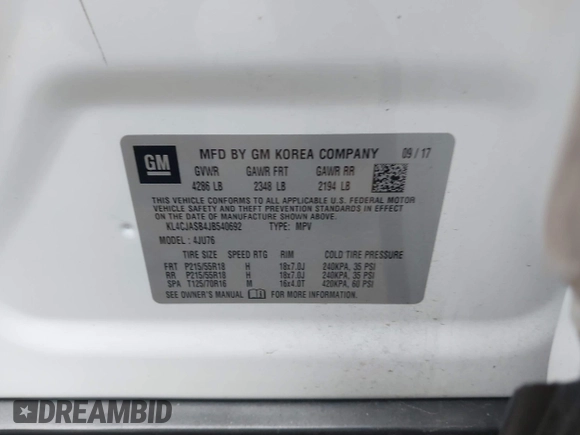 GM
MFD BY GM KOREA COMPANY 09/17
GVWR GAWR FRT GAWR RR
4286 LB 2348 LB 2194 LB
THIS VEHICLE CONFORMS TO ALL APPLICABLE U.S. FEDERAL MOTOR
VEHICLE SAFETY, BUMPER, AND THEFT PREVENTION STANDARDS
IN EFFECT ON THE DATE OF MANUFACTURE SHOWN ABOVE.
KL4CJASB4JB540692 TYPE: MPV
MODEL: 4JU76
TIRE SIZE SPEED RTG RIM COLD TIRE PRESSURE
FRT P215/55R18 H 18x7.0J 240KPA, 35 PSI
RR P215/55R18 H 18x7.0J 240KPA, 35 PSI
SPA T125/70R16 M 16x4.0T 420KPA, 60 PSI
SEE OWNER'S MANUAL FOR MORE INFORMATION.
DREAMBID